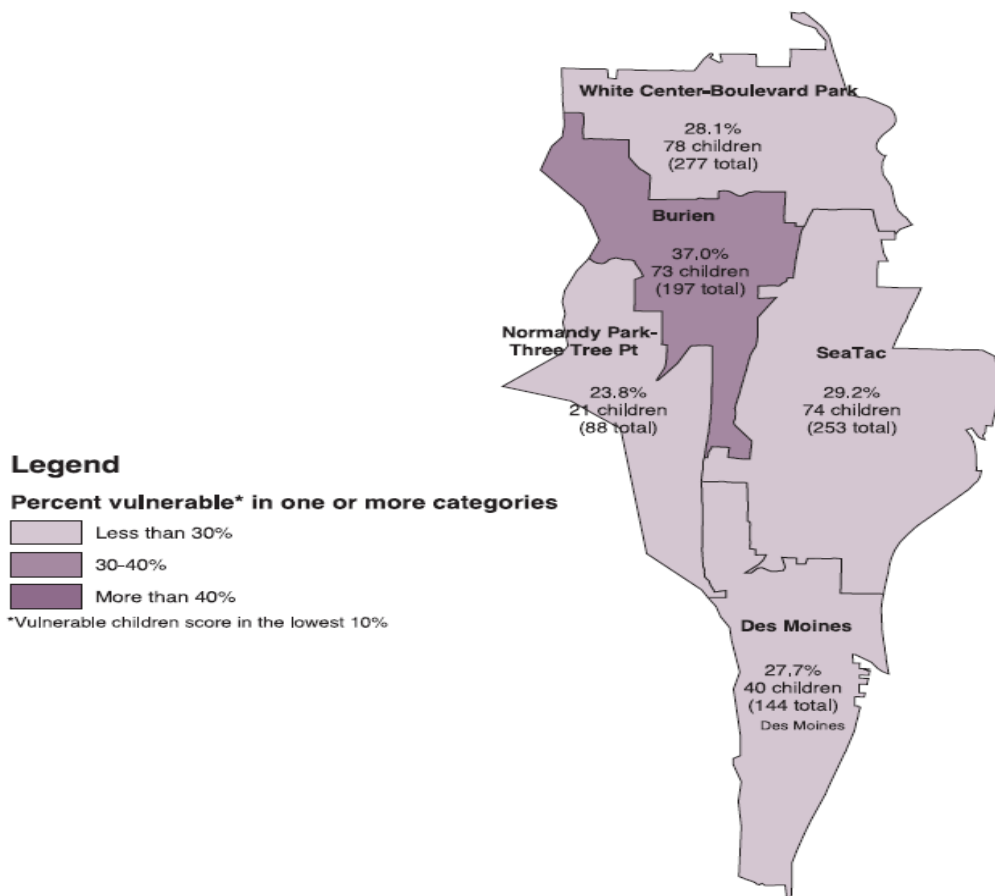 White Center-Boulevard Park
28.1%
78 children
(277 total)
Burien
37.0%
73 children
(197 total)
Normandy Park-
Three Tree Pt
23.8%
21 children
(88 total)
SeaTac
29.2%
74 children
(253 total)
Legend
Percent vulnerable* in one or more categories
Less than 30%
30-40%
More than 40%
*Vulnerable children score in the lowest 10%
Des Moines
27.7%
40 children
(144 total)
Des Moines